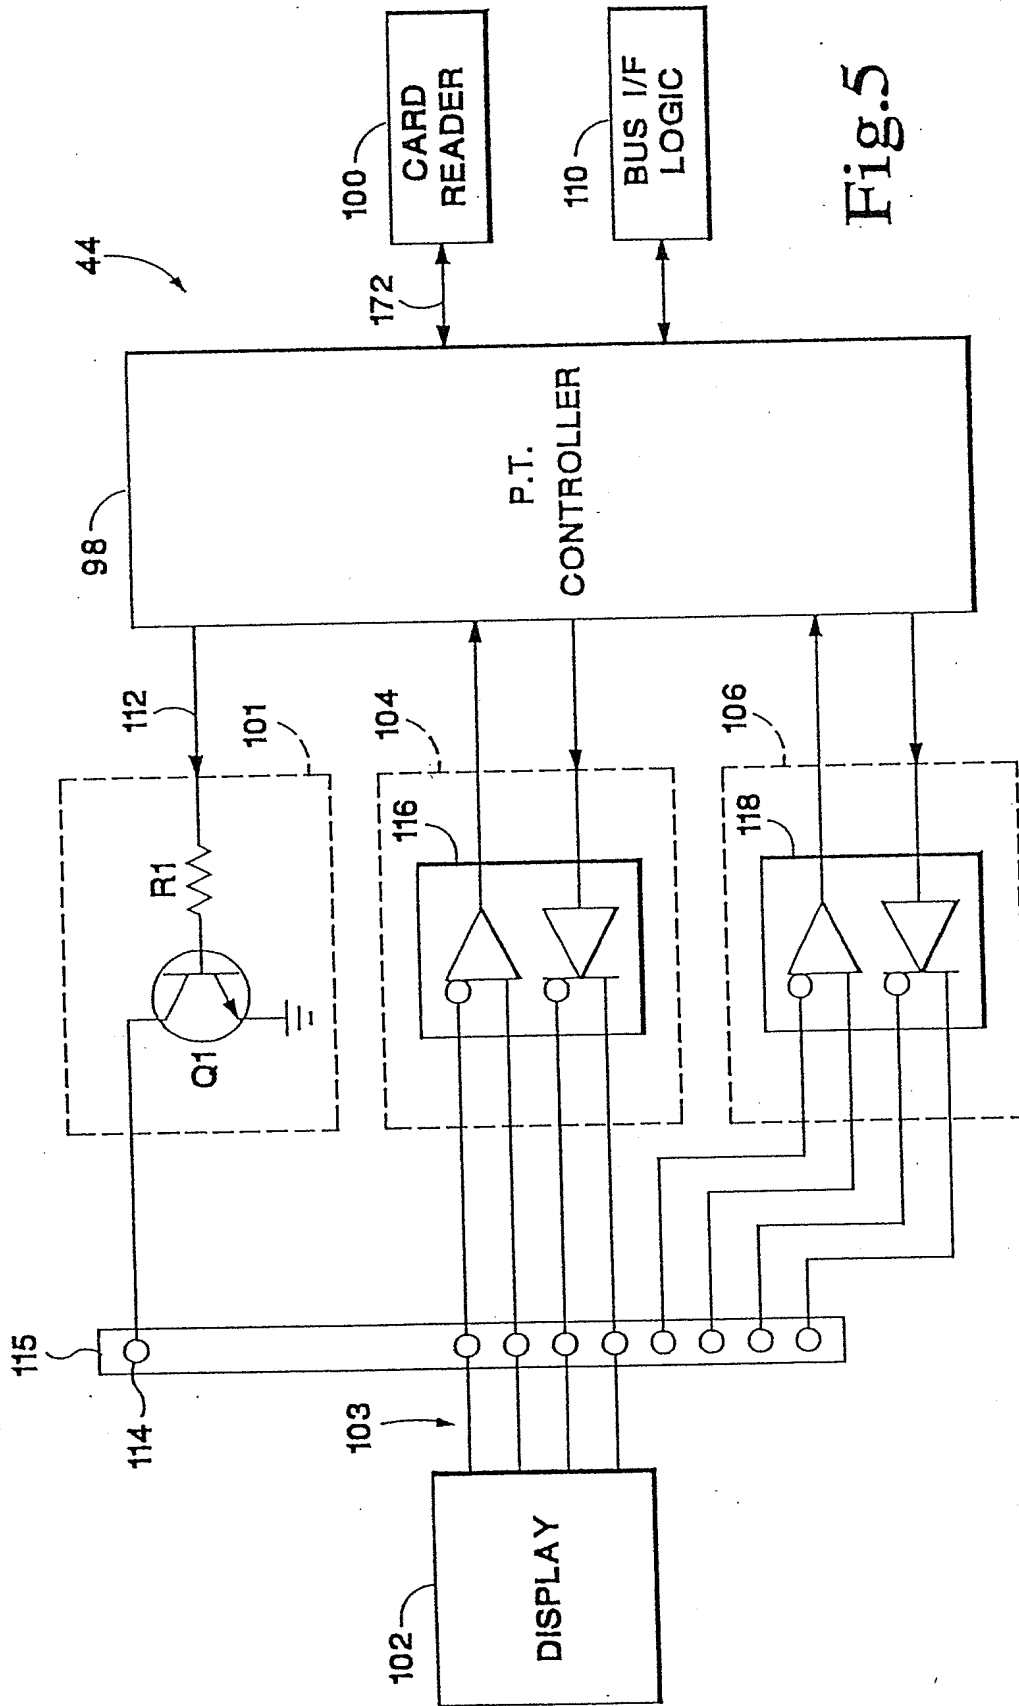 44
98
112
101
R1
Q1
115
114
104
116
103
102
DISPLAY
106
118
P.T.
CONTROLLER
172
100
CARD
READER
110
BUS I/F
LOGIC
Fig.5